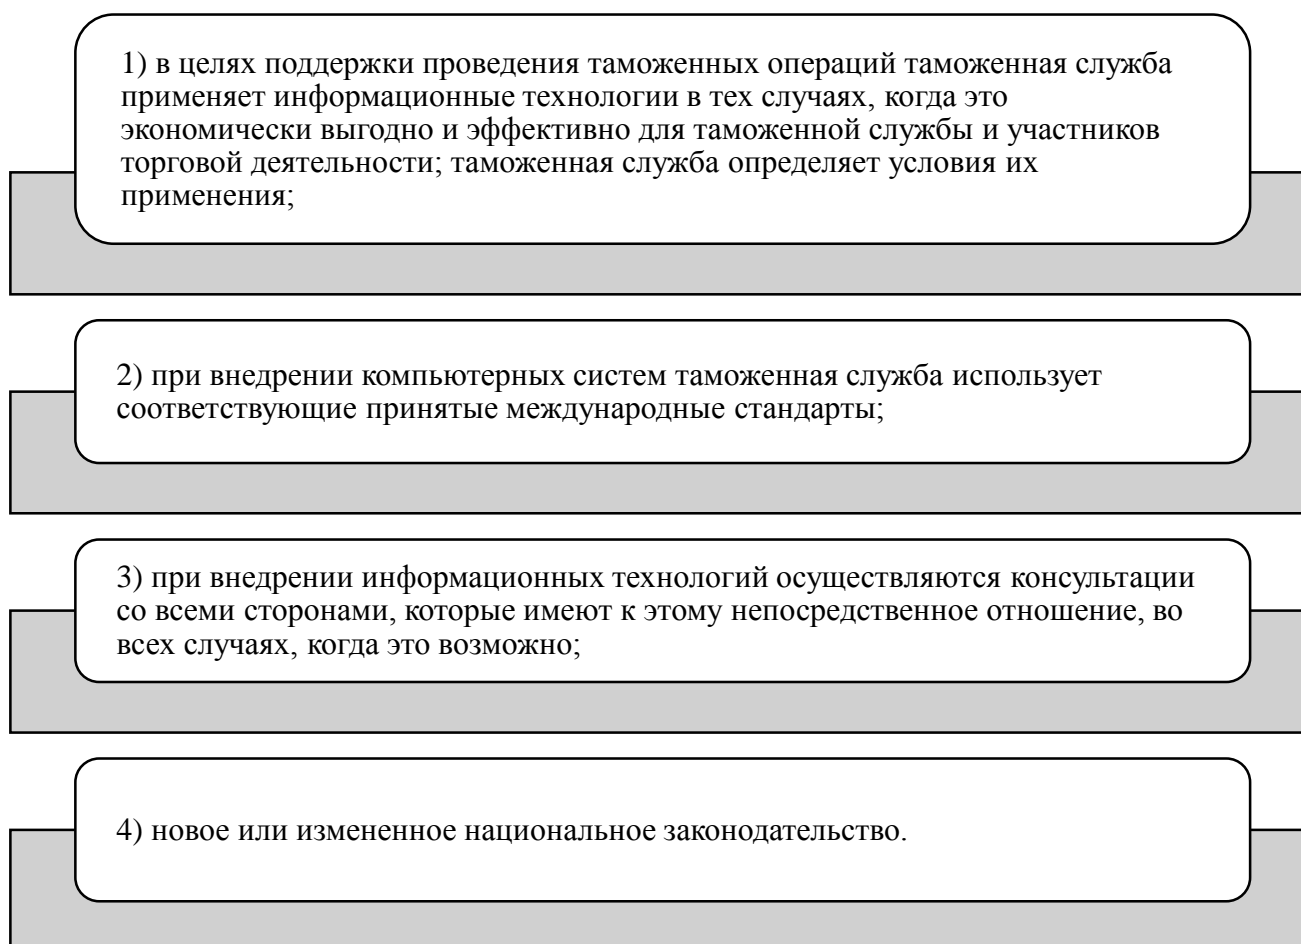 1) в целях поддержки проведения таможенных операций таможенная служба
применяет информационные технологии в тех случаях, когда это
экономически выгодно и эффективно для таможенной службы и участников
торговой деятельности; таможенная служба определяет условия их
применения;
2) при внедрении компьютерных систем таможенная служба использует
соответствующие принятые международные стандарты;
3) при внедрении информационных технологий осуществляются консультации
со всеми сторонами, которые имеют к этому непосредственное отношение, во
всех случаях, когда это возможно;
4) новое или измененное национальное законодательство.